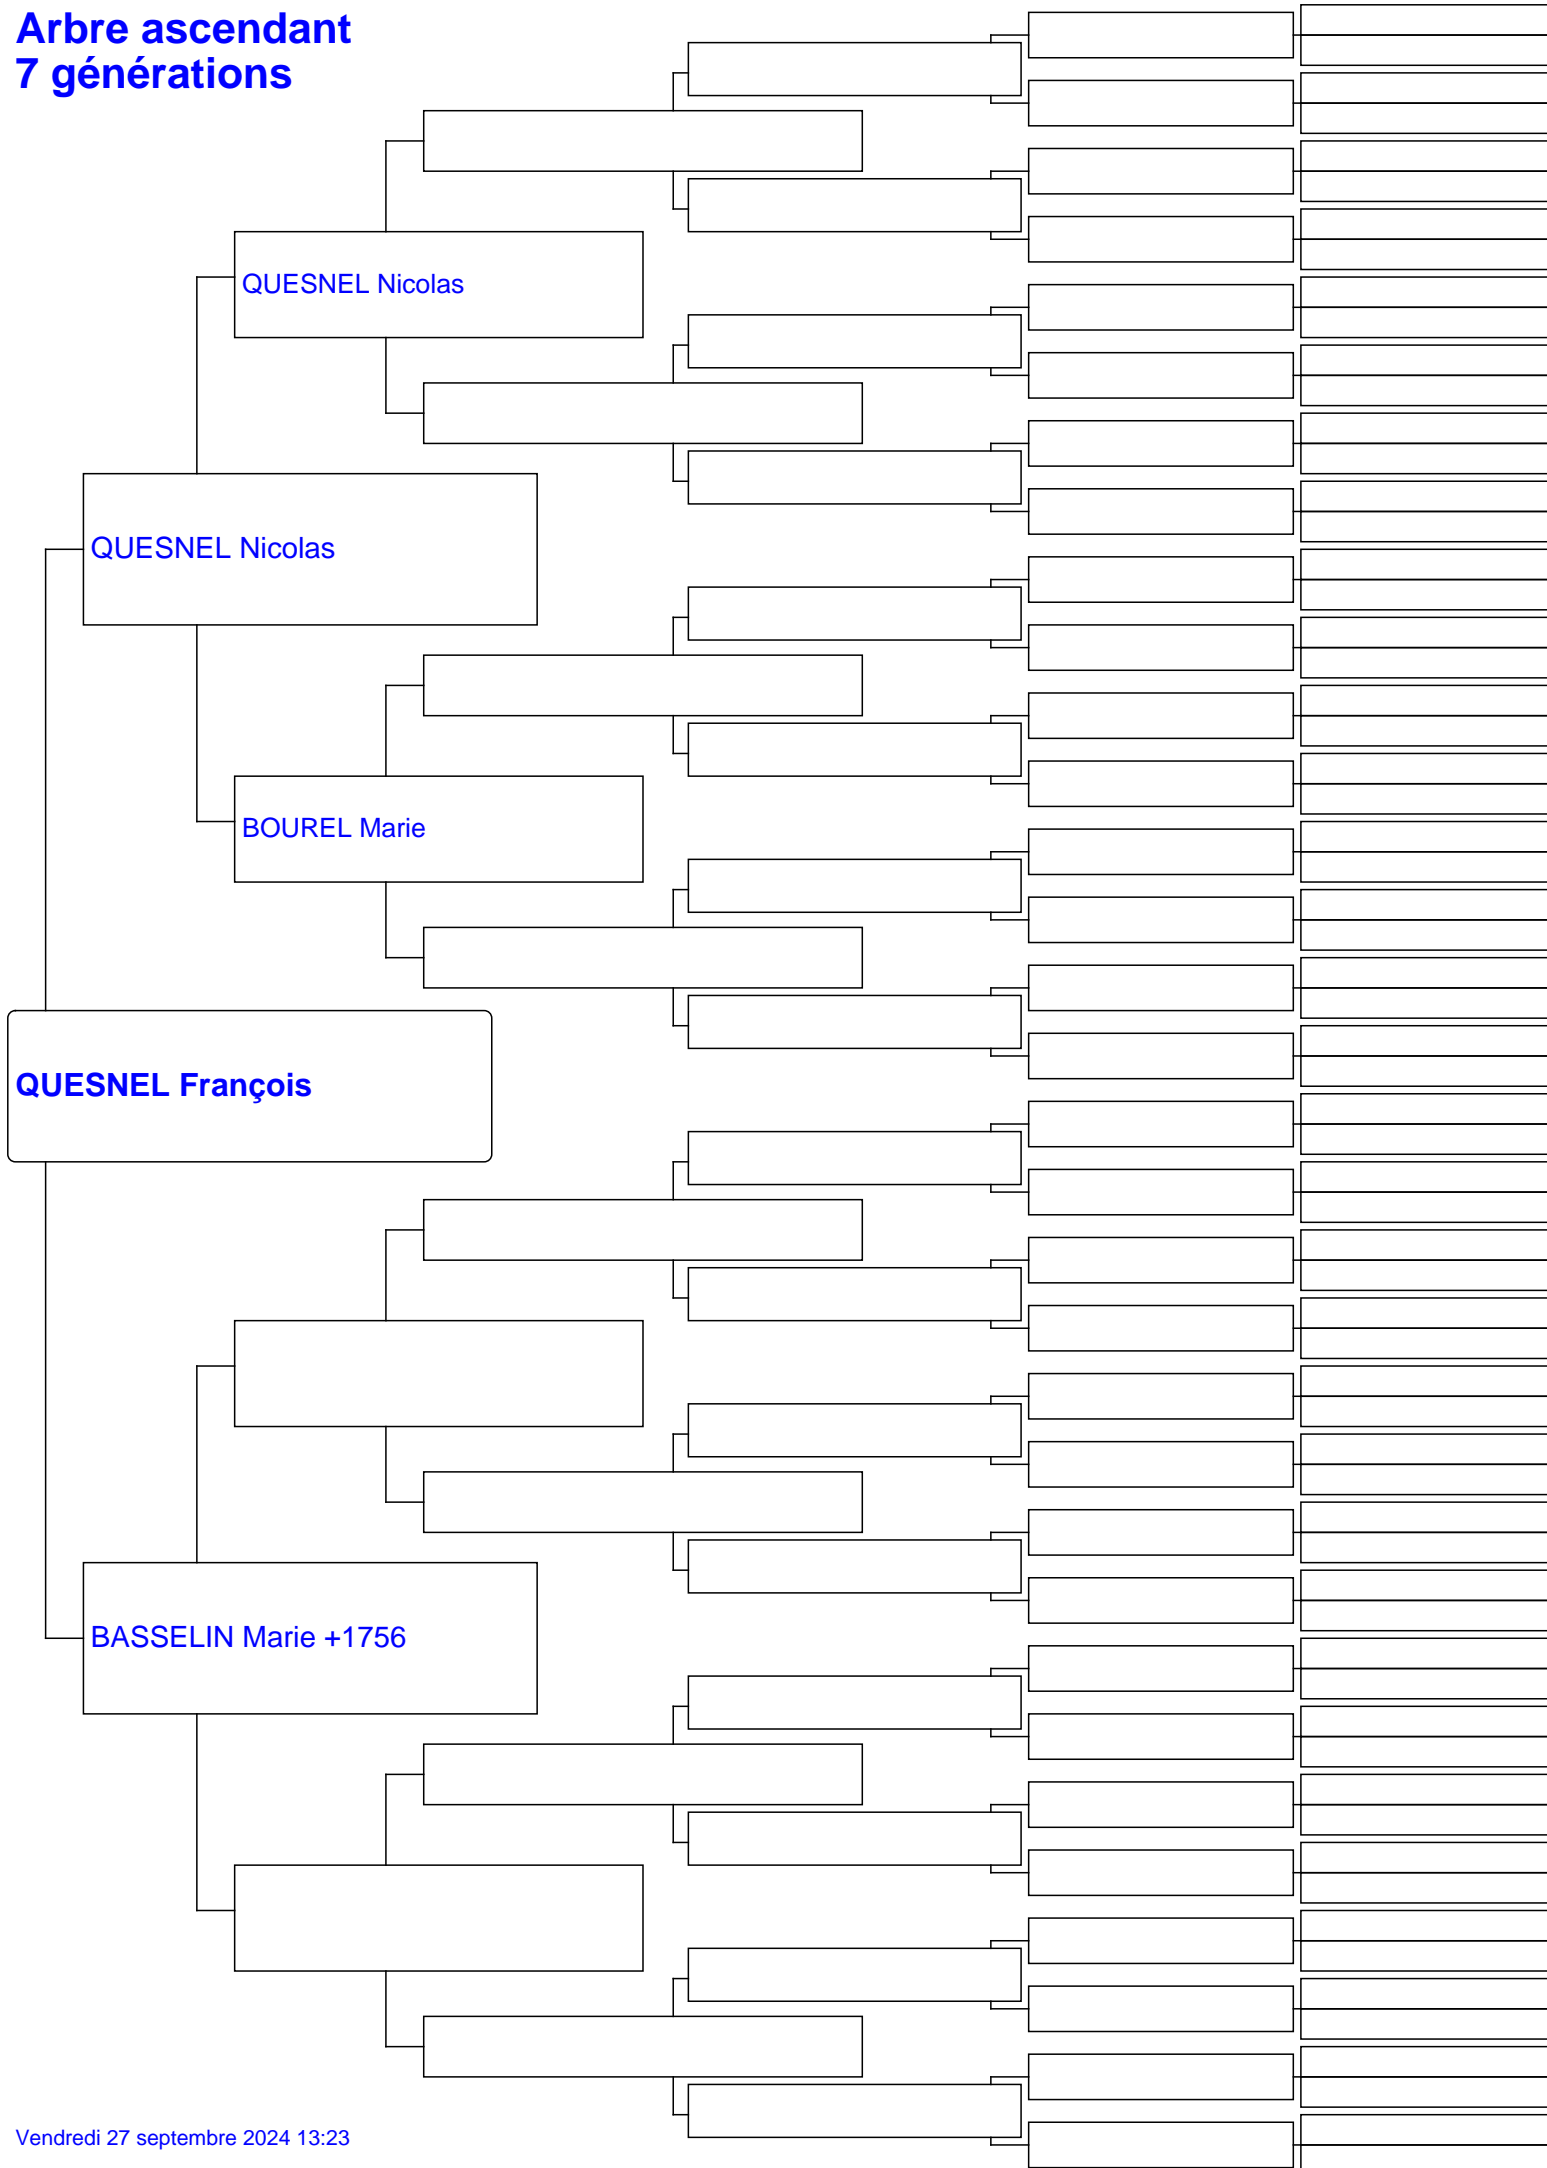 Arbre ascendant
7 générations
QUESNEL Nicolas
QUESNEL Nicolas
BOUREL Marie
QUESNEL François
BASSELIN Marie +1756
Vendredi 27 septembre 2024 13:23